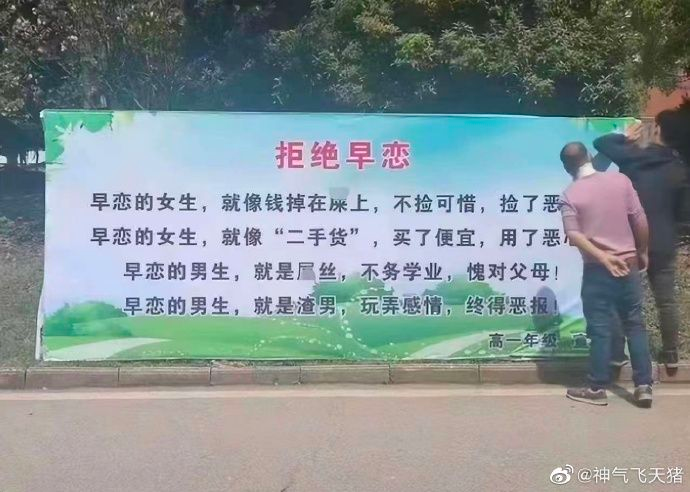 拒绝早恋
早恋的女生，就像钱掉在屎上，不捡可惜，捡了恶
早恋的女生，就像“二手货”，买了便宜，用了恶
早恋的男生，就是屌丝，不务学业，愧对父母！
早恋的男生，就是渣男，玩弄感情，终得恶报！
高一年级
@神气飞天猪